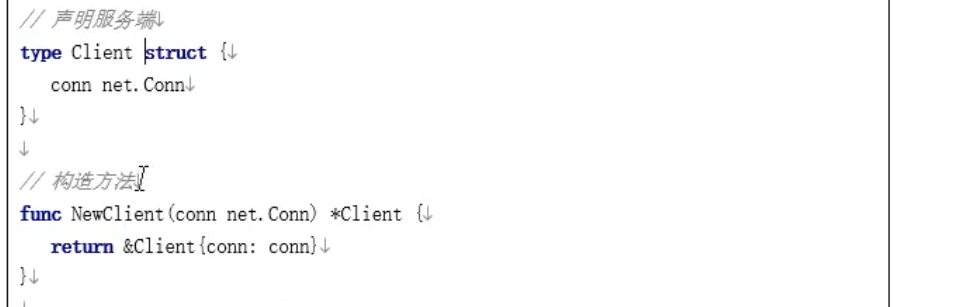 // 声明服务端
type Client struct {
conn net.Conn
}
// 构造方法
func NewClient(conn net.Conn) *Client {
return &Client{conn: conn}
}